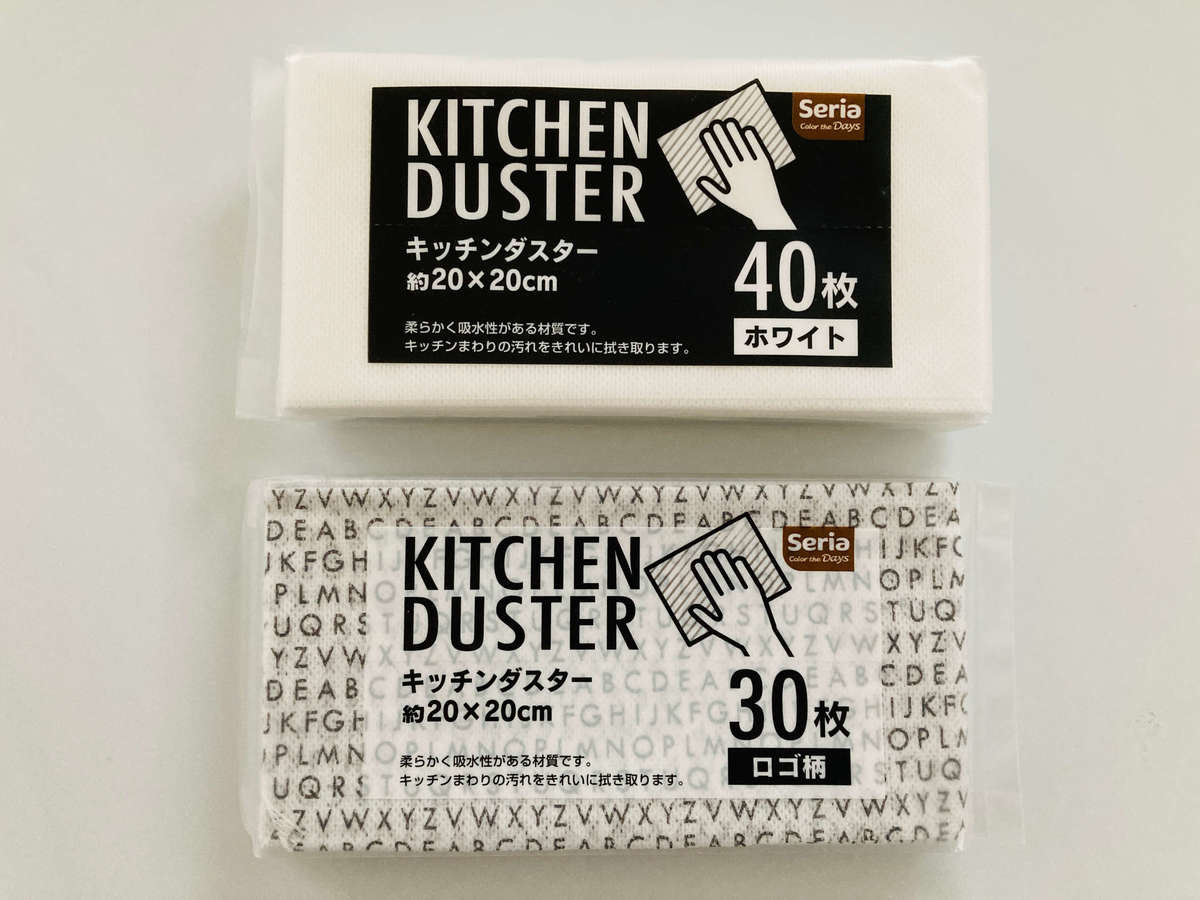 KITCHEN
DUSTER
Seria
Color the Days
キッチンダスター
約20×20cm
40枚
ホワイト
柔らかく吸水性がある材質です。
キッチンまわりの汚れをきれいに拭き取ります。
KITCHEN
DUSTER
Seria
Color the Days
キッチンダスター
約20×20cm
30枚
ロゴ柄
柔らかく吸水性がある材質です。
キッチンまわりの汚れをきれいに拭き取ります。